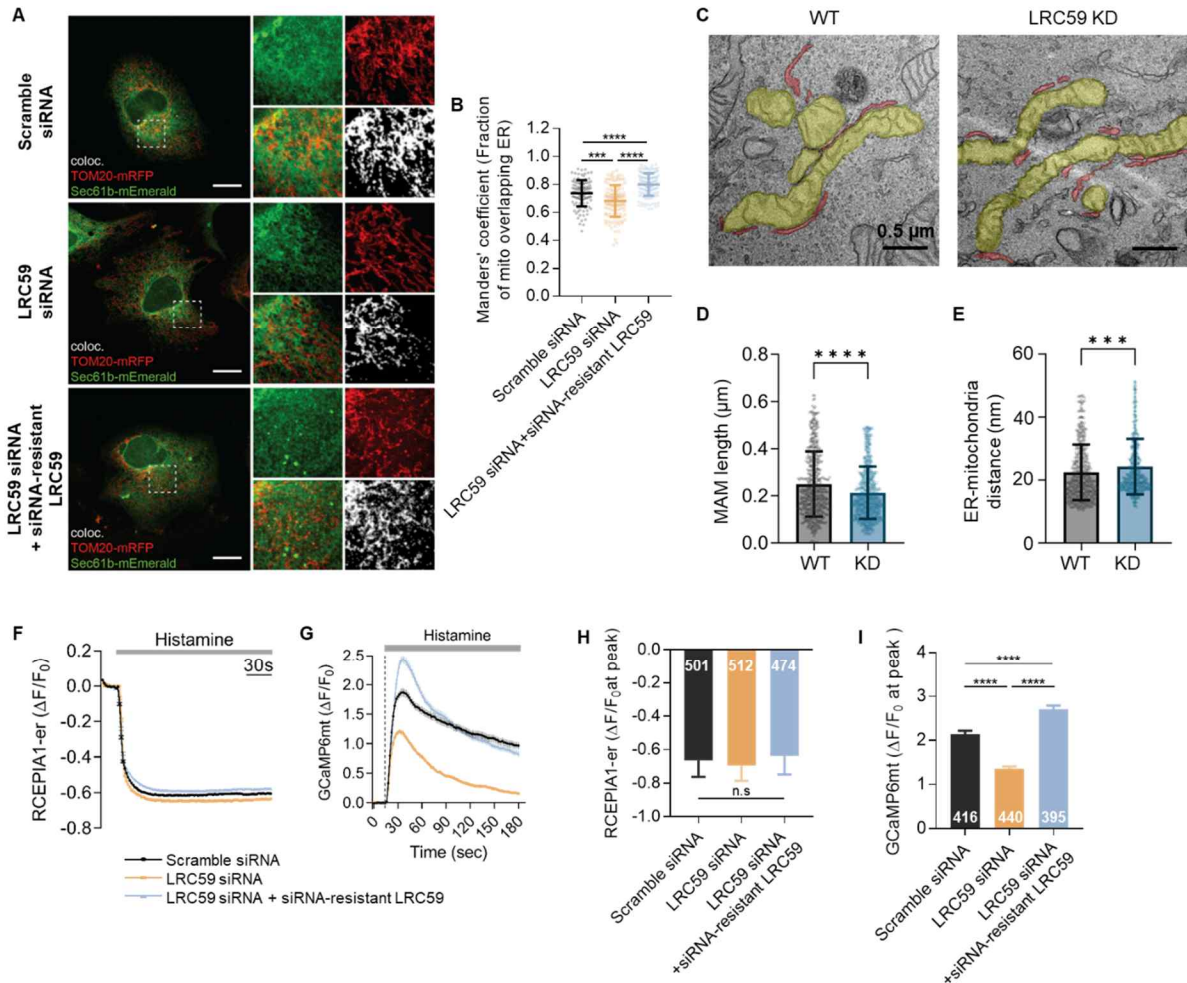 A
Scramble
siRNA
coloc.
TOM20-mRFP
Sec61b-mEmerald
LRC59
siRNA
coloc.
TOM20-mRFP
Sec61b-mEmerald
LRC59 siRNA
+ siRNA-resistant
LRC59
coloc.
TOM20-mRFP
Sec61b-mEmerald
B
Manders' coefficient (Fraction
of mito overlapping ER)
1.2
1.0
0.8
0.6
0.4
0.2
0.0
****
*** ****
Scramble siRNA
LRC59 siRNA
LRC59 siRNA+siRNA-resistant LRC59
C
WT
LRC59 KD
0.5 µm
D
MAM length (µm)
0.8
0.6
0.4
0.2
0.0
****
WT KD
E
ER-mitochondria
distance (nm)
60
40
20
0
***
WT KD
F
Histamine
30s
RCEPIA1-er (ΔF/F0)
0.2
0.0
-0.2
-0.4
-0.6
-0.8
Scramble siRNA
LRC59 siRNA
LRC59 siRNA + siRNA-resistant LRC59
G
Histamine
GCaMP6mt (ΔF/F0)
2.5
2.0
1.5
1.0
0.5
0.0
0 30 60 90 120 150 180
Time (sec)
H
RCEPIA1-er (ΔF/F0 at peak)
-0.0
-0.2
-0.4
-0.6
-0.8
-1.0
501 512 474
n.s
Scramble siRNA
LRC59 siRNA
LRC59 siRNA
+siRNA-resistant LRC59
I
GCaMP6mt (ΔF/F0 at peak)
4
3
2
1
0
****
**** ****
416 440 395
Scramble siRNA
LRC59 siRNA
LRC59 siRNA
+siRNA-resistant LRC59